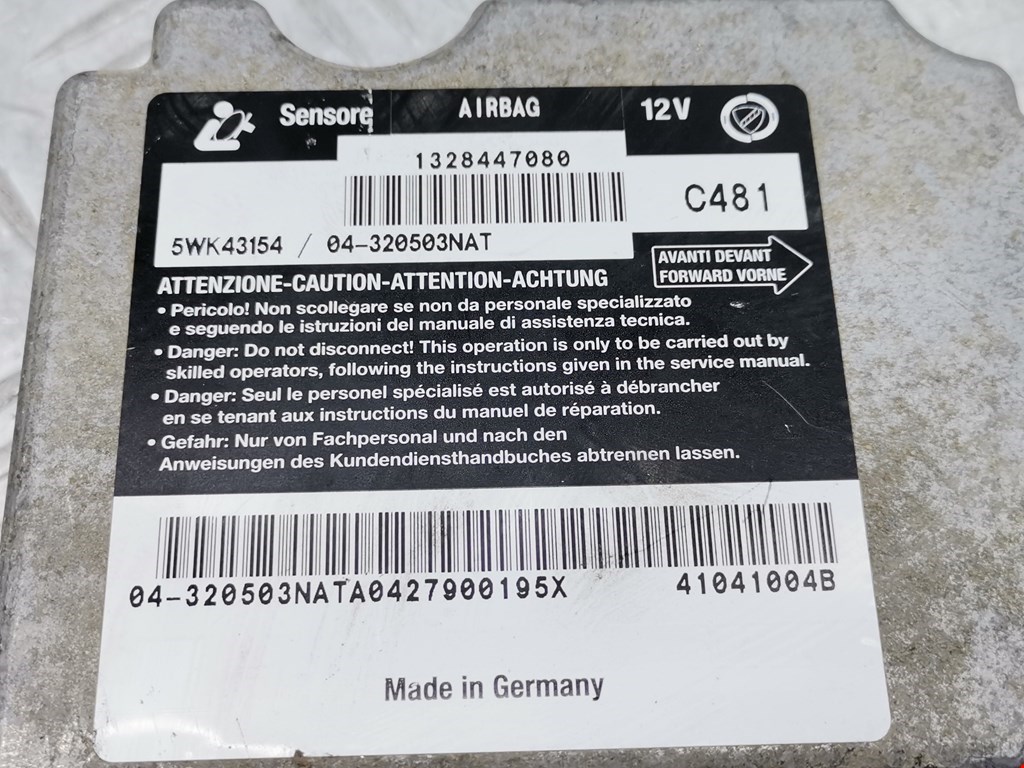 Sensore AIRBAG 12V
1328447080
C481
5WK43154 / 04-320503NAT
AVANTI DEVANT
FORWARD VORNE
ATTENZIONE-CAUTION-ATTENTION-ACHTUNG
• Pericolo! Non scollegare se non da personale specializzato
e seguendo le istruzioni del manuale di assistenza tecnica.
• Danger: Do not disconnect! This operation is only to be carried out by
skilled operators, following the instructions given in the service manual.
• Danger: Seul le personel spécialisé est autorisé à débrancher
en se tenant aux instructions du manuel de réparation.
• Gefahr: Nur von Fachpersonal und nach den
Anweisungen des Kundendiensthandbuches abtrennen lassen.
04-320503NATA0427900195X 41041004B
Made in Germany